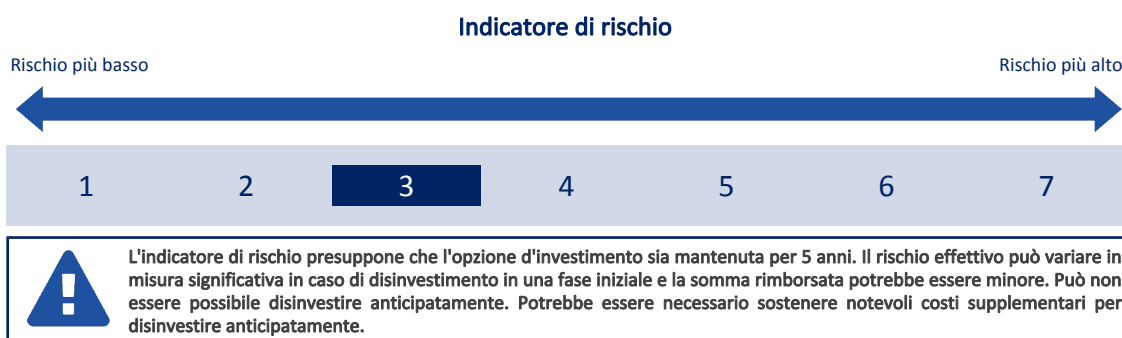 Indicatore di rischio
Rischio più basso
Rischio più alto
1 2 3 4 5 6 7
L'indicatore di rischio presuppone che l'opzione d'investimento sia mantenuta per 5 anni. Il rischio effettivo può variare in
misura significativa in caso di disinvestimento in una fase iniziale e la somma rimborsata potrebbe essere minore. Può non
essere possibile disinvestire anticipatamente. Potrebbe essere necessario sostenere notevoli costi supplementari per
disinvestire anticipatamente.